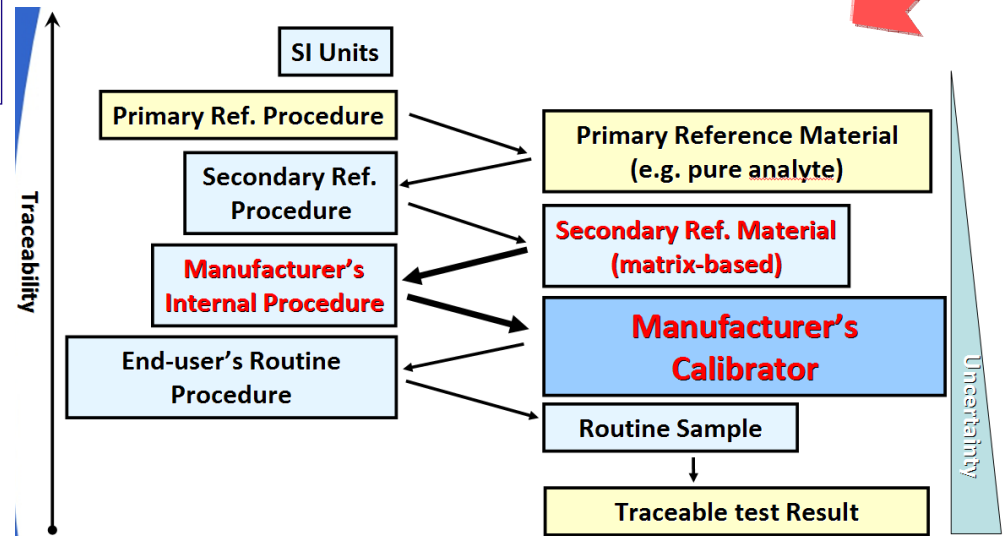 SI Units
Primary Ref. Procedure
Primary Reference Material
(e.g. pure analyte)
Secondary Ref.
Procedure
Secondary Ref. Material
(matrix-based)
Manufacturer’s
Internal Procedure
Manufacturer’s
Calibrator
End-user’s Routine
Procedure
Routine Sample
Traceable test Result
Traceability
Uncertainty